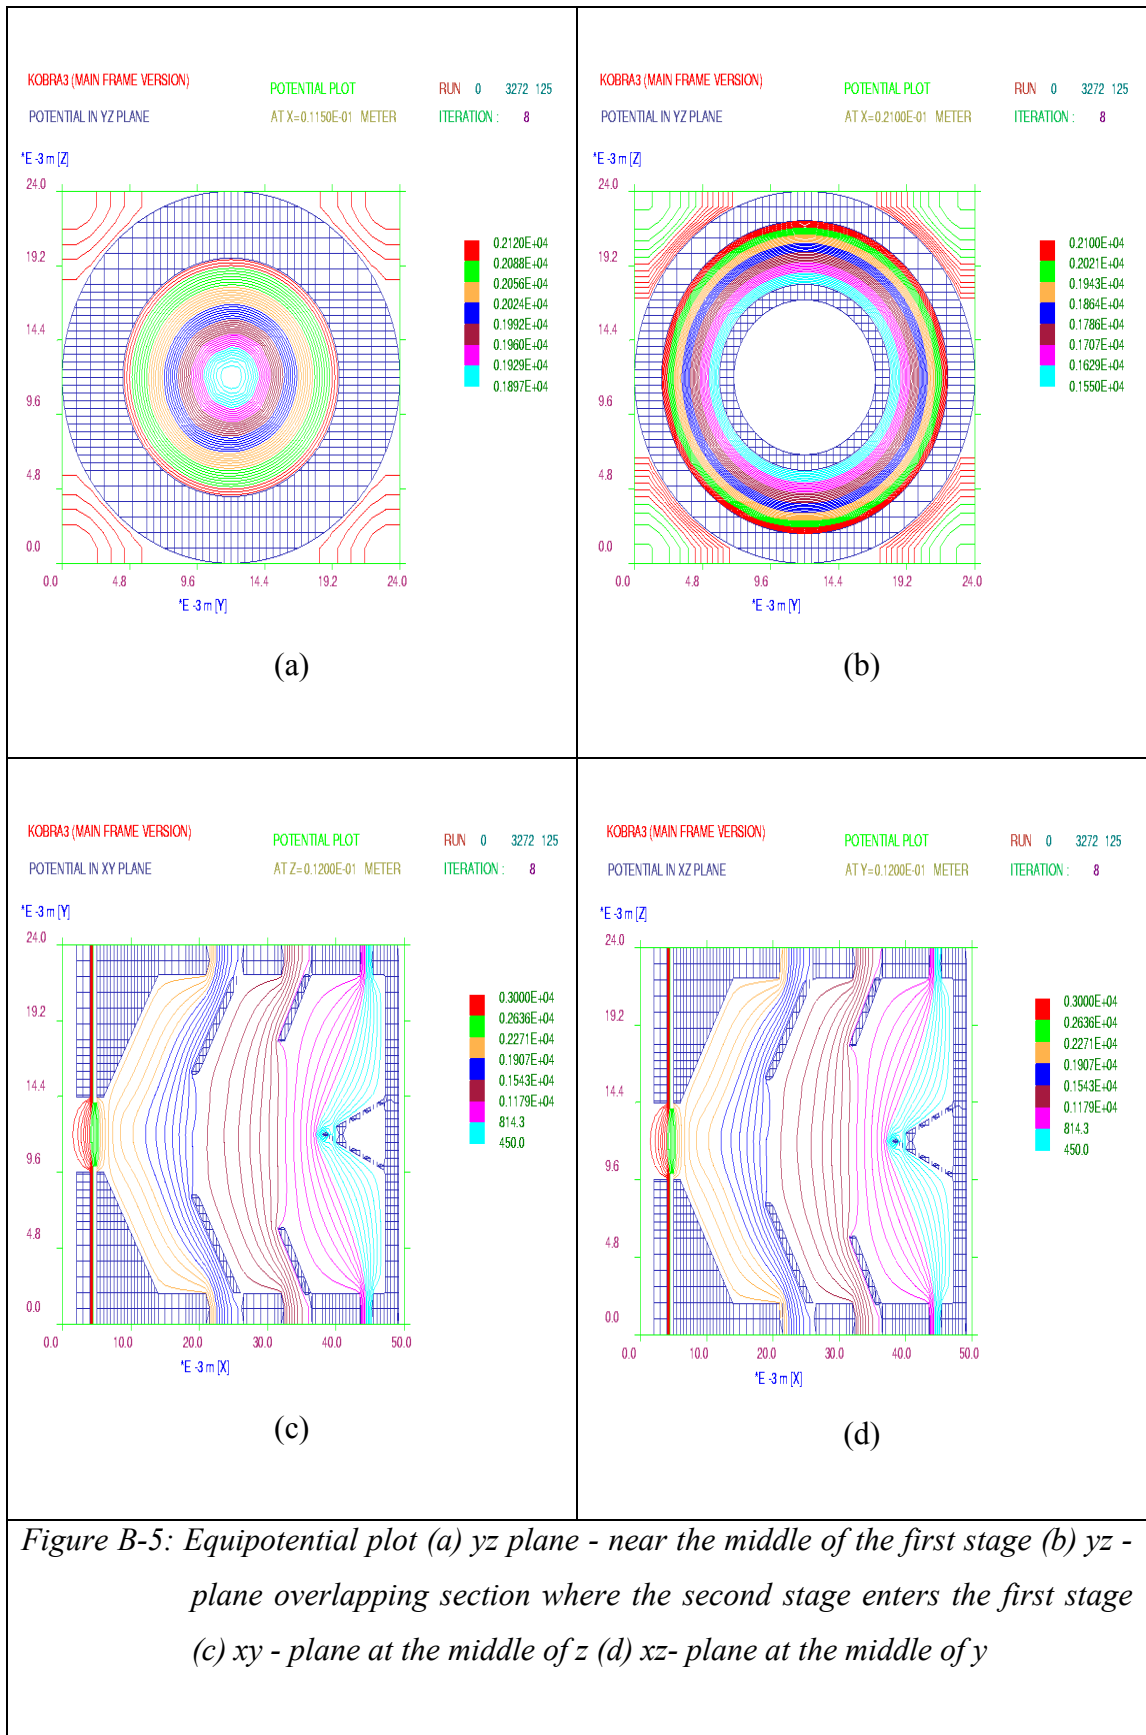 KOBRA3 (MAIN FRAME VERSION)
POTENTIAL PLOT
RUN 0 3272 125
POTENTIAL IN YZ PLANE
AT X=0.1150E-01 METER
ITERATION : 8
*E -3 m [Z]
24.0
19.2
14.4
9.6
4.8
0.0
0.0 4.8 9.6 14.4 19.2 24.0
*E -3 m [Y]
0.2120E+04
0.2088E+04
0.2056E+04
0.2024E+04
0.1992E+04
0.1960E+04
0.1929E+04
0.1897E+04
(a)
KOBRA3 (MAIN FRAME VERSION)
POTENTIAL PLOT
RUN 0 3272 125
POTENTIAL IN YZ PLANE
AT X=0.2100E-01 METER
ITERATION : 8
*E -3 m [Z]
24.0
19.2
14.4
9.6
4.8
0.0
0.0 4.8 9.6 14.4 19.2 24.0
*E -3 m [Y]
0.2100E+04
0.2021E+04
0.1943E+04
0.1864E+04
0.1786E+04
0.1707E+04
0.1629E+04
0.1550E+04
(b)
KOBRA3 (MAIN FRAME VERSION)
POTENTIAL PLOT
RUN 0 3272 125
POTENTIAL IN XY PLANE
AT Z=0.1200E-01 METER
ITERATION : 8
*E -3 m [Y]
24.0
19.2
14.4
9.6
4.8
0.0
0.0 10.0 20.0 30.0 40.0 50.0
*E -3 m [X]
0.3000E+04
0.2636E+04
0.2271E+04
0.1907E+04
0.1543E+04
0.1179E+04
814.3
450.0
(c)
KOBRA3 (MAIN FRAME VERSION)
POTENTIAL PLOT
RUN 0 3272 125
POTENTIAL IN XZ PLANE
AT Y=0.1200E-01 METER
ITERATION : 8
*E -3 m [Z]
24.0
19.2
14.4
9.6
4.8
0.0
0.0 10.0 20.0 30.0 40.0 50.0
*E -3 m [X]
0.3000E+04
0.2636E+04
0.2271E+04
0.1907E+04
0.1543E+04
0.1179E+04
814.3
450.0
(d)
Figure B-5: Equipotential plot (a) yz plane - near the middle of the first stage (b) yz -
plane overlapping section where the second stage enters the first stage
(c) xy - plane at the middle of z (d) xz- plane at the middle of y